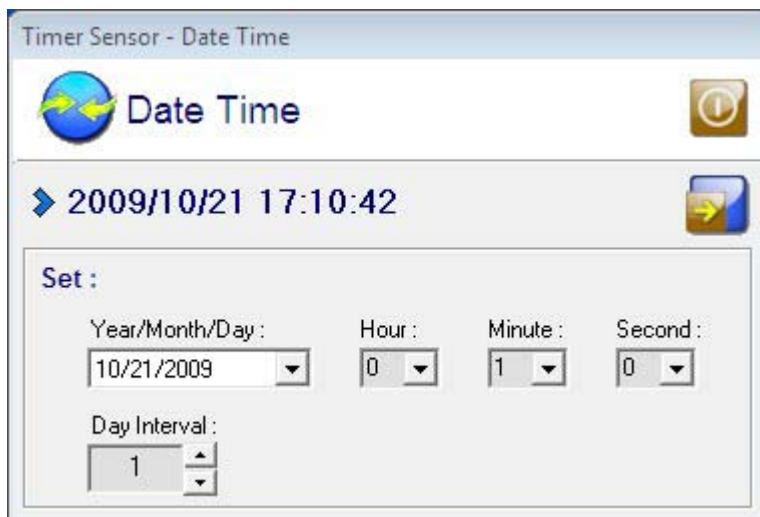 Timer Sensor - Date Time
Date Time
2009/10/21 17:10:42
Set :
Year/Month/Day : Hour : Minute : Second :
10/21/2009 0 1 0
Day Interval :
1